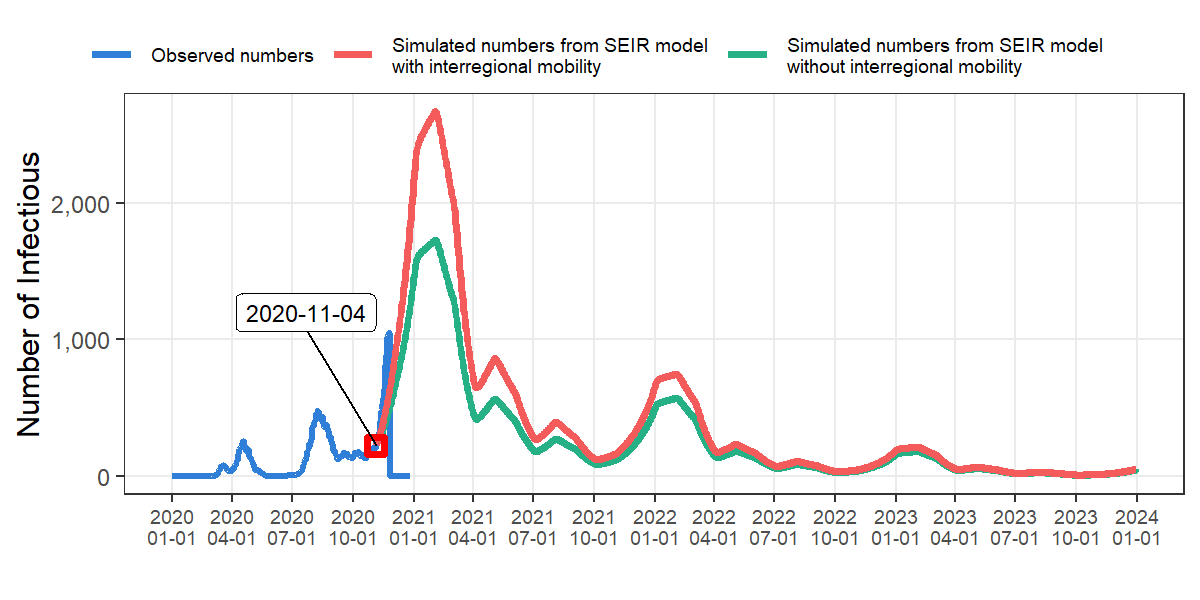 Observed numbers
Simulated numbers from SEIR model
with interregional mobility
Simulated numbers from SEIR model
without interregional mobility
Number of Infectious
2,000
1,000
0
2020-11-04
2020 2020 2020 2020 2021 2021 2021 2021 2022 2022 2022 2022 2023 2023 2023 2023 2024
01-01 04-01 07-01 10-01 01-01 04-01 07-01 10-01 01-01 04-01 07-01 10-01 01-01 04-01 07-01 10-01 01-01